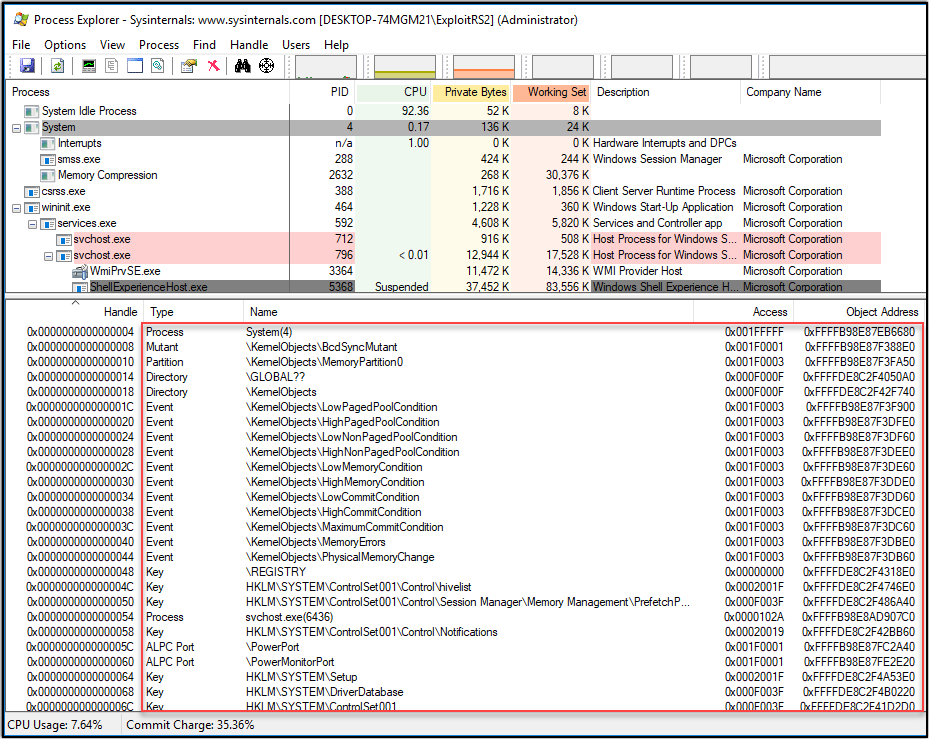 Process Explorer - Sysinternals: www.sysinternals.com [DESKTOP-74MGM21\ExploitRS2] (Administrator)
File Options View Process Find Handle Users Help
Process PID CPU Private Bytes Working Set Description Company Name
System Idle Process 0 92.36 52 K 8 K
System 4 0.17 136 K 24 K
Interrupts n/a 1.00 0 K 0 K Hardware Interrupts and DPCs
smss.exe 288 424 K 244 K Windows Session Manager Microsoft Corporation
Memory Compression 2632 268 K 30,376 K
csrss.exe 388 1,716 K 1,856 K Client Server Runtime Process Microsoft Corporation
wininit.exe 464 1,228 K 360 K Windows Start-Up Application Microsoft Corporation
services.exe 592 4,608 K 5,820 K Services and Controller app Microsoft Corporation
svchost.exe 712 916 K 508 K Host Process for Windows S... Microsoft Corporation
svchost.exe 796 < 0.01 12,944 K 17,528 K Host Process for Windows S... Microsoft Corporation
WmiPrvSE.exe 3364 11,472 K 14,336 K WMI Provider Host Microsoft Corporation
ShellExperienceHost.exe 5368 Suspended 37,452 K 83,556 K Windows Shell Experience H... Microsoft Corporation
Handle Type Name Access Object Address
0x0000000000000004 Process System(4) 0x001FFFFF 0xFFFFB98E87EB6680
0x0000000000000008 Mutant \KernelObjects\BcdSyncMutant 0x001F0001 0xFFFFB98E87F388E0
0x0000000000000010 Partition \KernelObjects\MemoryPartition0 0x001F0003 0xFFFFB98E87F3FA50
0x0000000000000014 Directory \GLOBAL?? 0x000F000F 0xFFFFDE8C2F4050A0
0x0000000000000018 Directory \KernelObjects 0x000F000F 0xFFFFDE8C2F42F740
0x000000000000001C Event \KernelObjects\LowPagedPoolCondition 0x001F0003 0xFFFFB98E87F3F900
0x0000000000000020 Event \KernelObjects\HighPagedPoolCondition 0x001F0003 0xFFFFB98E87F3DFE0
0x0000000000000024 Event \KernelObjects\LowNonPagedPoolCondition 0x001F0003 0xFFFFB98E87F3DF60
0x0000000000000028 Event \KernelObjects\HighNonPagedPoolCondition 0x001F0003 0xFFFFB98E87F3DEE0
0x000000000000002C Event \KernelObjects\LowMemoryCondition 0x001F0003 0xFFFFB98E87F3DE60
0x0000000000000030 Event \KernelObjects\HighMemoryCondition 0x001F0003 0xFFFFB98E87F3DDE0
0x0000000000000034 Event \KernelObjects\LowCommitCondition 0x001F0003 0xFFFFB98E87F3DD60
0x0000000000000038 Event \KernelObjects\HighCommitCondition 0x001F0003 0xFFFFB98E87F3DCE0
0x000000000000003C Event \KernelObjects\MaximumCommitCondition 0x001F0003 0xFFFFB98E87F3DC60
0x0000000000000040 Event \KernelObjects\MemoryErrors 0x001F0003 0xFFFFB98E87F3DBE0
0x0000000000000044 Event \KernelObjects\PhysicalMemoryChange 0x001F0003 0xFFFFB98E87F3DB60
0x0000000000000048 Key \REGISTRY 0x00000000 0xFFFFDE8C2F4318E0
0x000000000000004C Key HKLM\SYSTEM\ControlSet001\Control\hivelist 0x0002001F 0xFFFFDE8C2F4746E0
0x0000000000000050 Key HKLM\SYSTEM\ControlSet001\Control\Session Manager\Memory Management\PrefetchP... 0x000F003F 0xFFFFDE8C2F486A40
0x0000000000000054 Process svchost.exe(6436) 0x0000102A 0xFFFFB98E8AD907C0
0x0000000000000058 Key HKLM\SYSTEM\ControlSet001\Control\Notifications 0x00020019 0xFFFFDE8C2F42BB60
0x000000000000005C ALPC Port \PowerPort 0x001F0001 0xFFFFB98E87FC2A40
0x0000000000000060 ALPC Port \PowerMonitorPort 0x001F0001 0xFFFFB98E87FE2E20
0x0000000000000064 Key HKLM\SYSTEM\Setup 0x0002001F 0xFFFFDE8C2F4A53E0
0x0000000000000068 Key HKLM\SYSTEM\DriverDatabase 0x000F003F 0xFFFFDE8C2F4B0220
0x000000000000006C Key HKLM\SYSTEM\ControlSet001 0x000F003F 0xFFFFDE8C2F41D2D0
CPU Usage: 7.64% Commit Charge: 35.36%